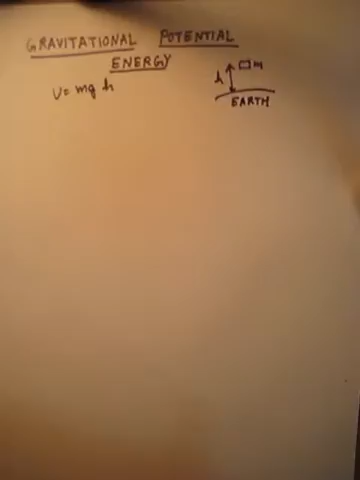 GRAVITATIONAL POTENTIAL
ENERGY
U = mg h
h
m
EARTH